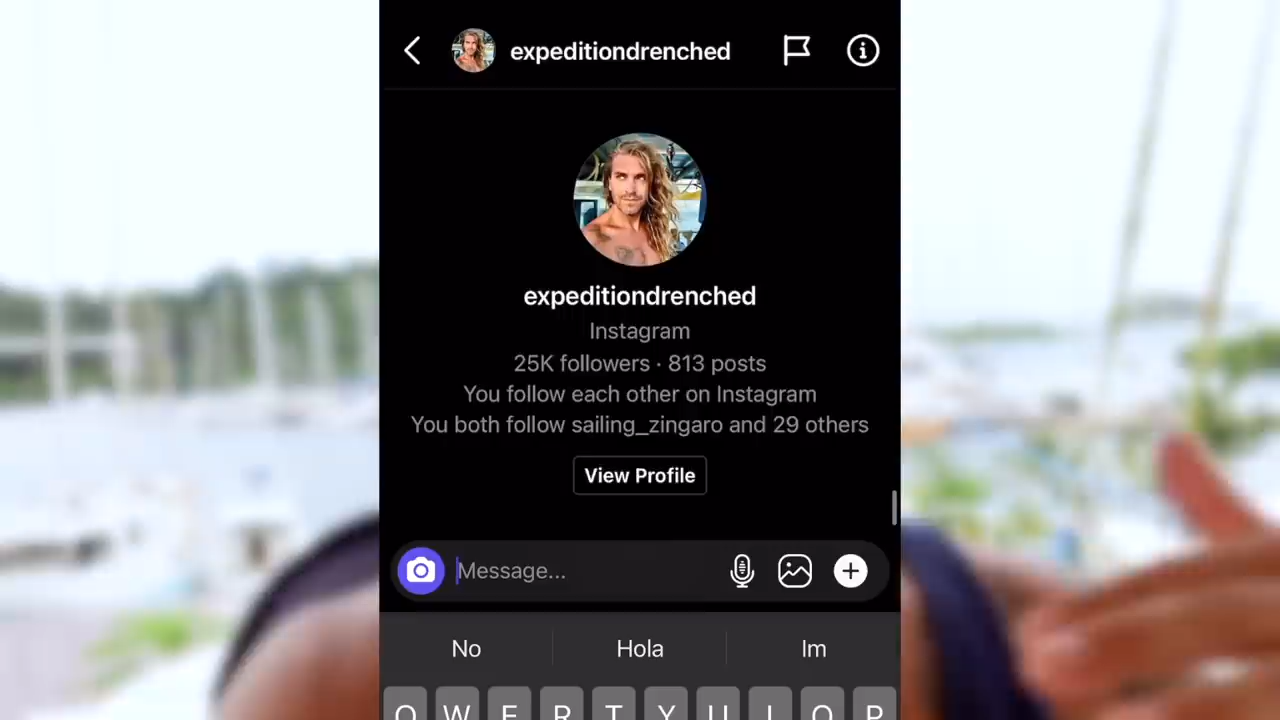 expeditiondrenched
expeditiondrenched
Instagram
25K followers · 813 posts
You follow each other on Instagram
You both follow sailing_zingaro and 29 others
View Profile
Message...
No Hola Im
Q W E R T Y U I O P